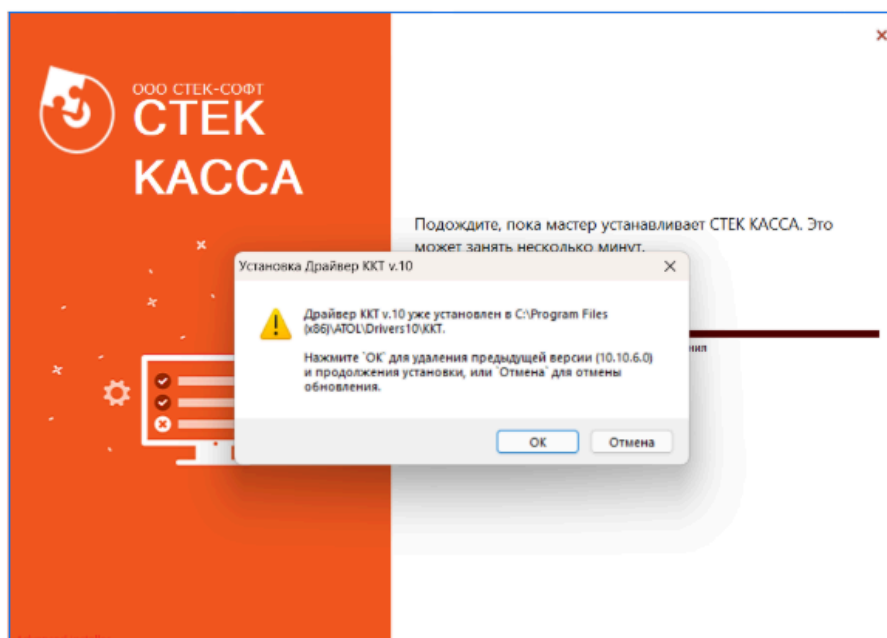 ООО СТЕК-СОФТ
СТЕК
КАССА
Подождите, пока мастер устанавливает СТЕК КАССА. Это
может занять несколько минут.
Установка Драйвер ККТ v.10
Драйвер ККТ v.10 уже установлен в C:\Program Files
(x86)\ATOL\Drivers10\KKT.
Нажмите `ОК` для удаления предыдущей версии (10.10.6.0)
и продолжения установки, или `Отмена` для отмены
обновления.
ОК
Отмена